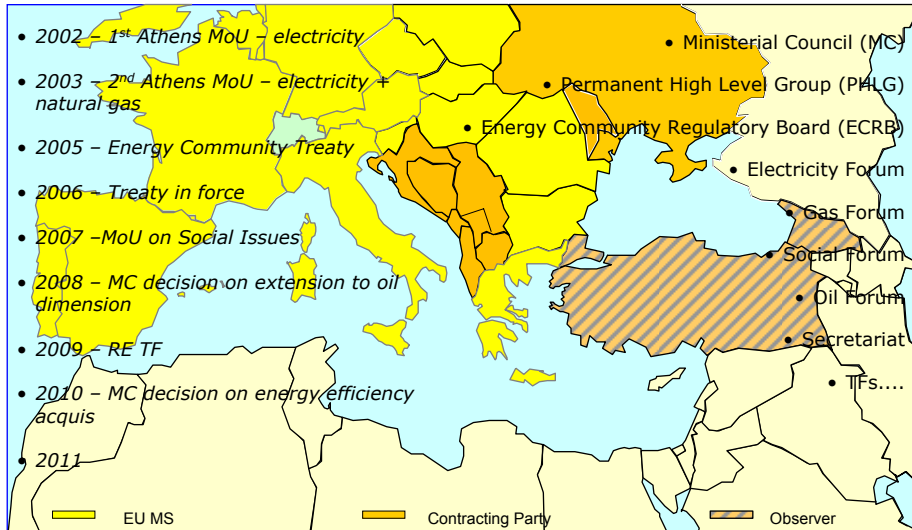 • 2002 – 1st Athens MoU – electricity
• 2003 – 2nd Athens MoU – electricity +
natural gas
• 2005 – Energy Community Treaty
• 2006 – Treaty in force
• 2007 –MoU on Social Issues
• 2008 – MC decision on extension to oil
dimension
• 2009 – RE TF
• 2010 – MC decision on energy efficiency
acquis
• 2011
• Ministerial Council (MC)
• Permanent High Level Group (PHLG)
• Energy Community Regulatory Board (ECRB)
• Electricity Forum
• Gas Forum
• Social Forum
• Oil Forum
• Secretariat
• TFs....
EU MS
Contracting Party
Observer